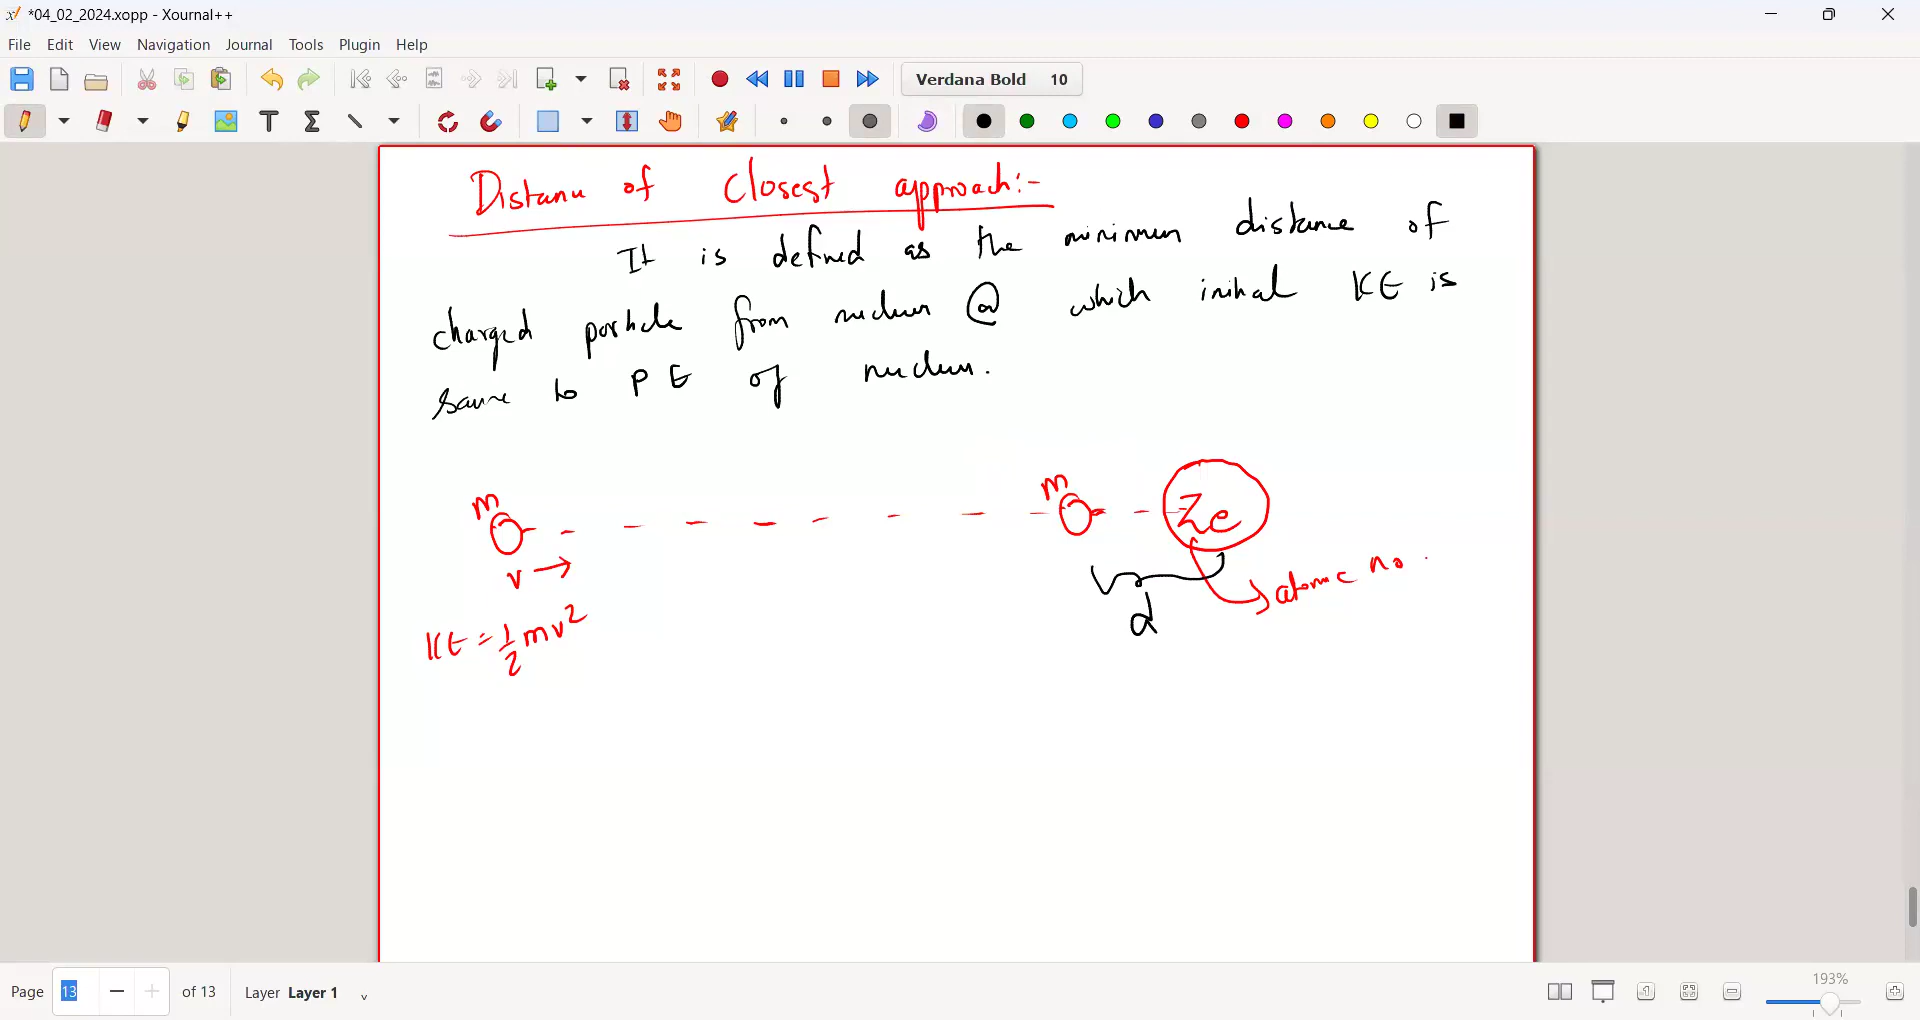 *04_02_2024.xopp - Xournal++
File Edit View Navigation Journal Tools Plugin Help
Verdana Bold 10
Distance of Closest approach:-
It is defined as the minimum distance of
charged particle from nucleus @ which initial KE is
same to PE of nucleus.
m m Ze
v →
d
atomic no.
KE = 1/2 mv²
Page 13 of 13 Layer Layer 1 193%